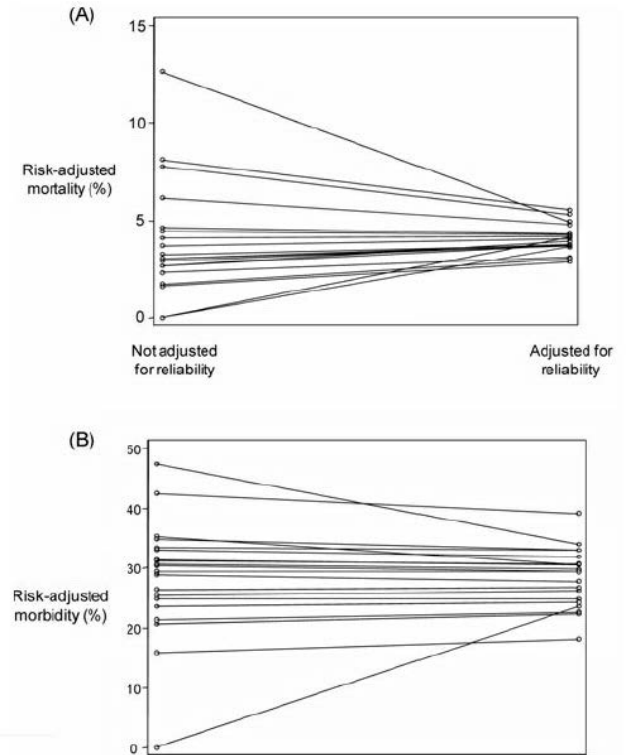 (A)
15
10
Risk-adjusted
mortality (%)
5
0
Not adjusted
for reliability
Adjusted for
reliability
(B)
50
40
30
Risk-adjusted
morbidity (%)
20
10
0